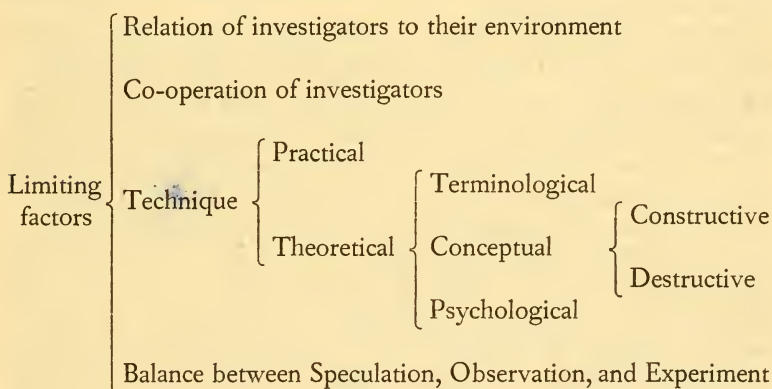 Relation of investigators to their environment
Co-operation of investigators
Limiting
factors
Technique
Practical
Theoretical
Terminological
Conceptual
Psychological
Constructive
Destructive
Balance between Speculation, Observation, and Experiment